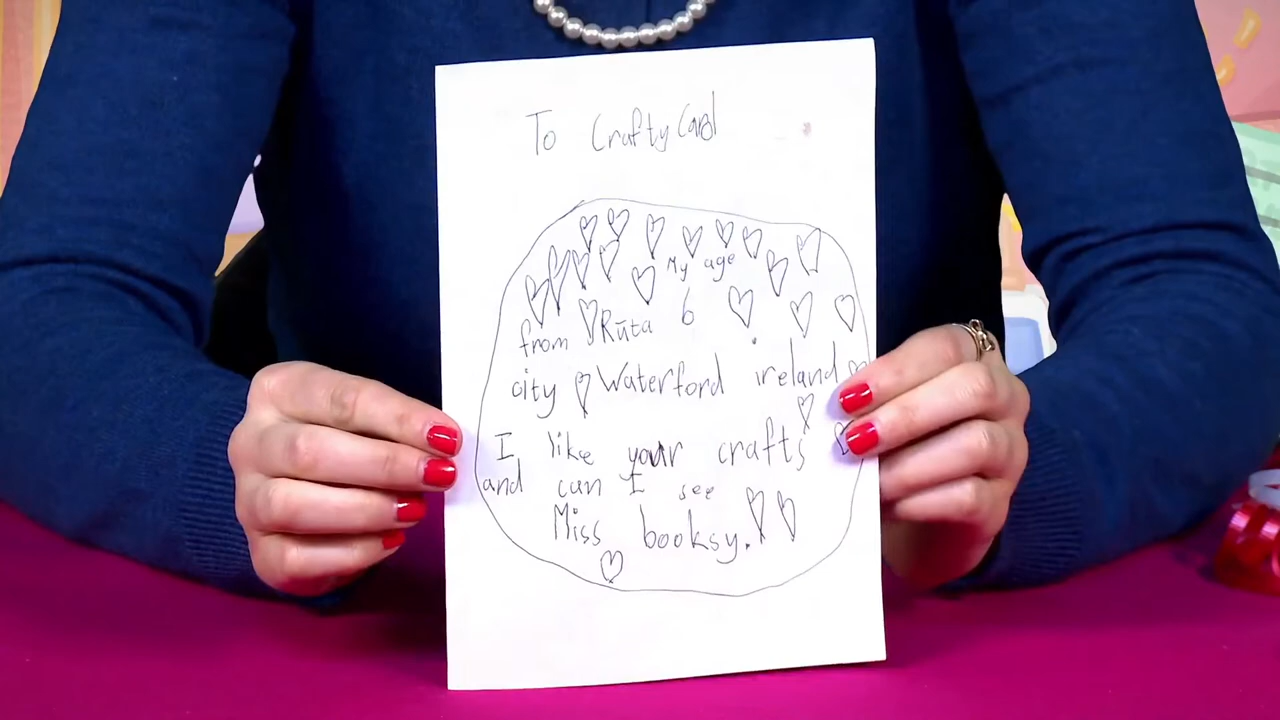 To Crafty Carol
My age
from Rūta 6
city Waterford ireland
I like your crafts
and can I see
Miss booksy.